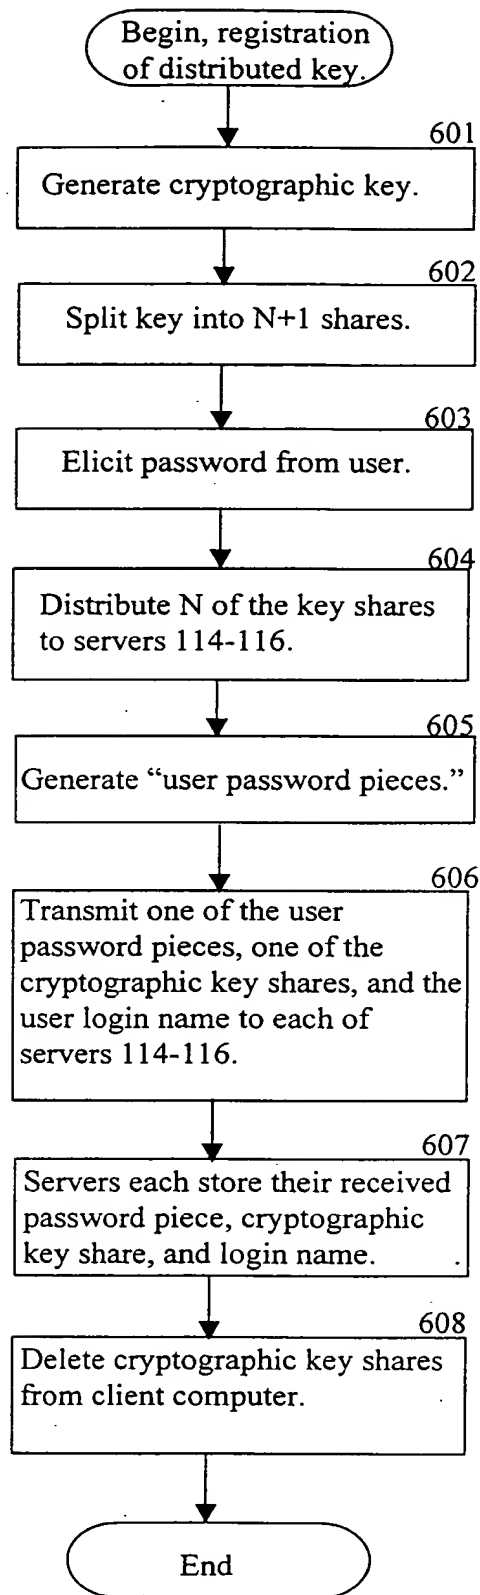 Begin, registration
of distributed key.
601
Generate cryptographic key.
602
Split key into N+1 shares.
603
Elicit password from user.
604
Distribute N of the key shares
to servers 114-116.
605
Generate “user password pieces.”
606
Transmit one of the user
password pieces, one of the
cryptographic key shares, and the
user login name to each of
servers 114-116.
607
Servers each store their received
password piece, cryptographic
key share, and login name.
608
Delete cryptographic key shares
from client computer.
End